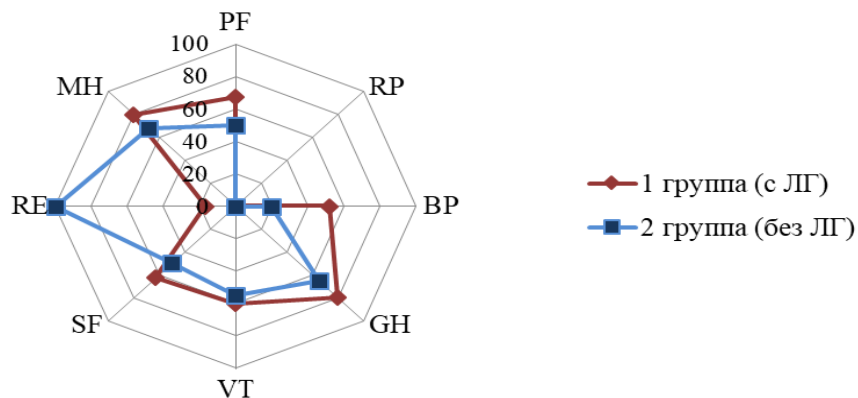 PF
100
MH
80
RP
60
40
20
RE
0
BP
1 группа (с ЛГ)
2 группа (без ЛГ)
SF
GH
VT